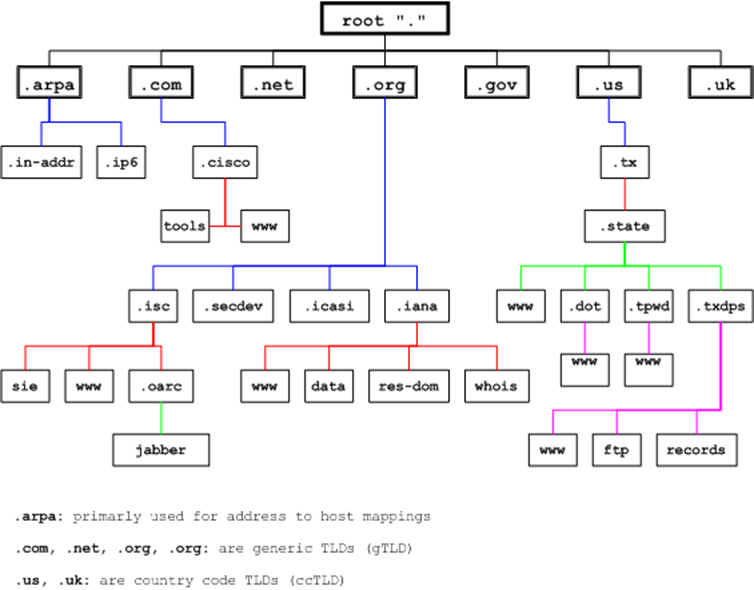 root "."
.arpa .com .net .org .gov .us .uk
.in-addr .ip6 .cisco .tx
tools www .state
.isc .secdev .icasi .iana www .dot .tpwd .txdps
www www
sie www .oarc www data res-dom whois
jabber www ftp records
.arpa: primarly used for address to host mappings
.com, .net, .org, .org: are generic TLDs (gTLD)
.us, .uk: are country code TLDs (ccTLD)